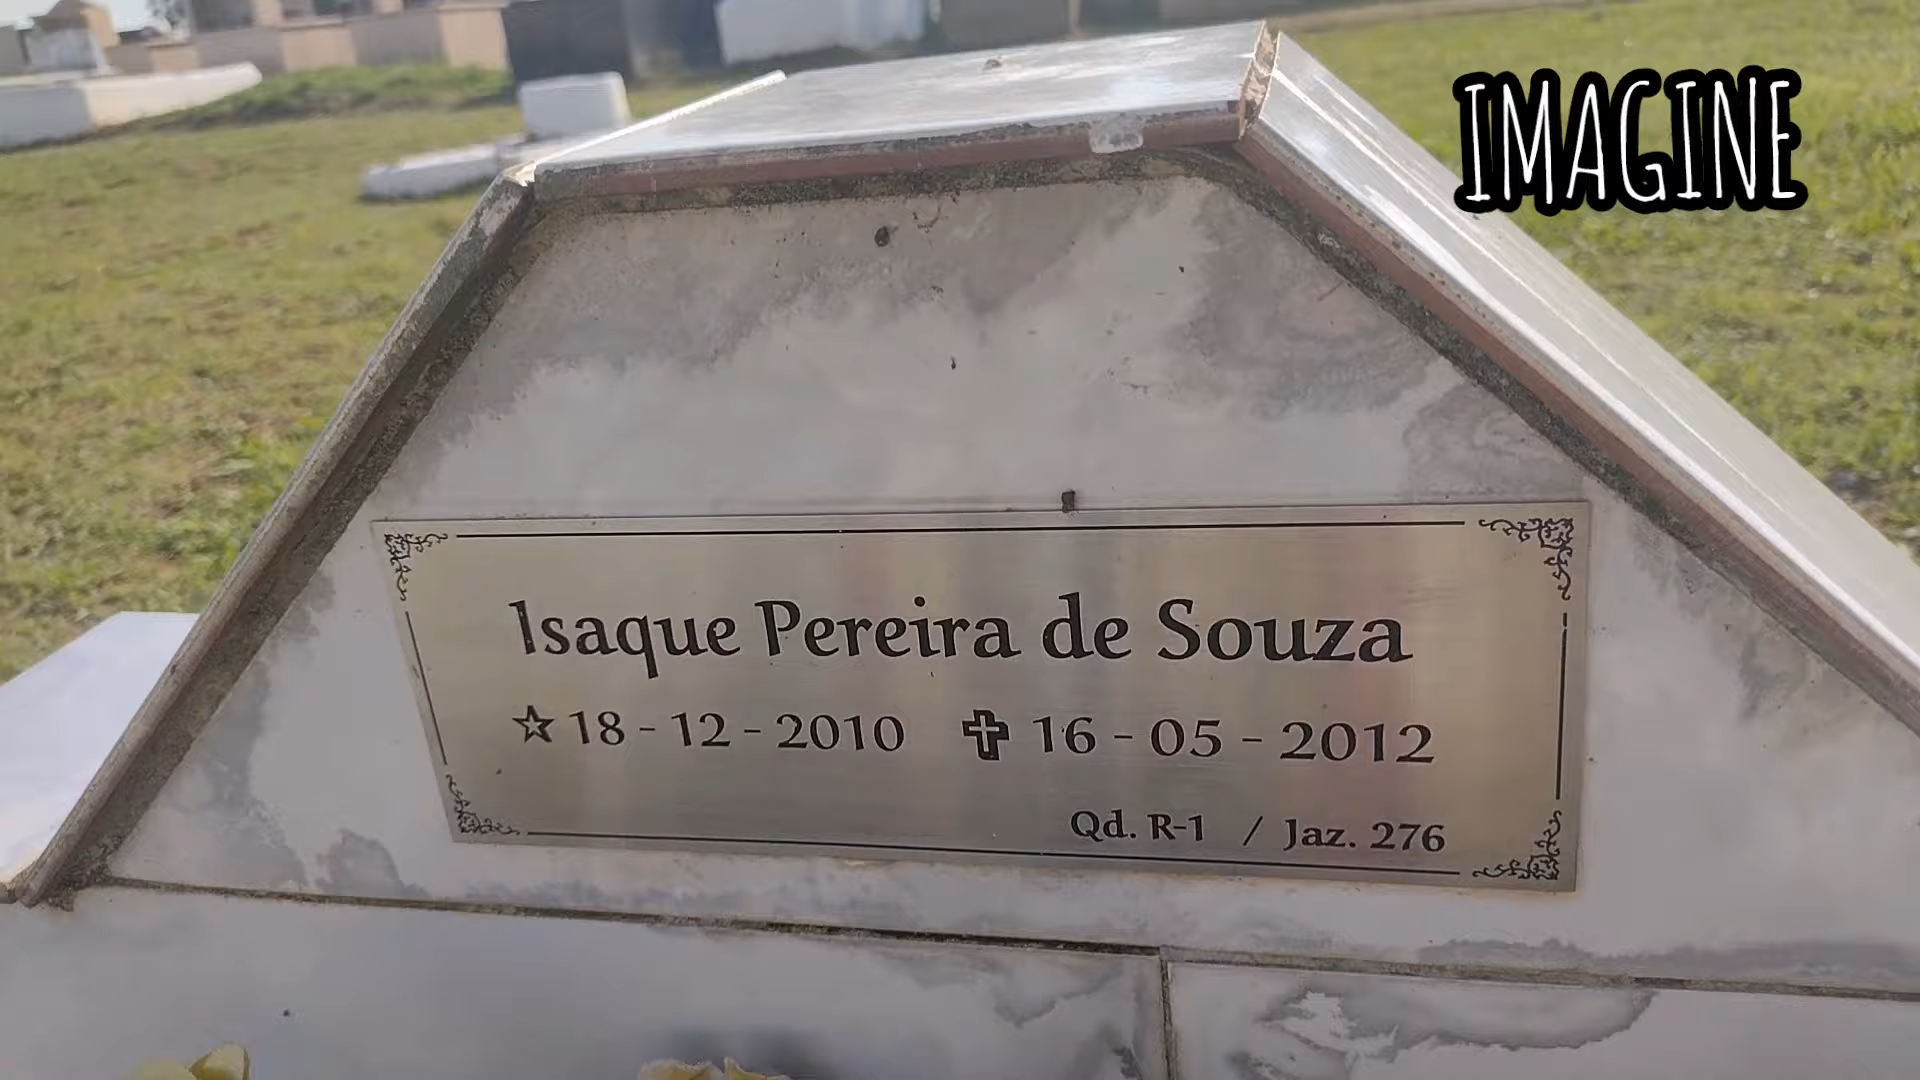 IMAGINE
Isaque Pereira de Souza
☆ 18 - 12 - 2010 ✞ 16 - 05 - 2012
Qd. R-1 / Jaz. 276